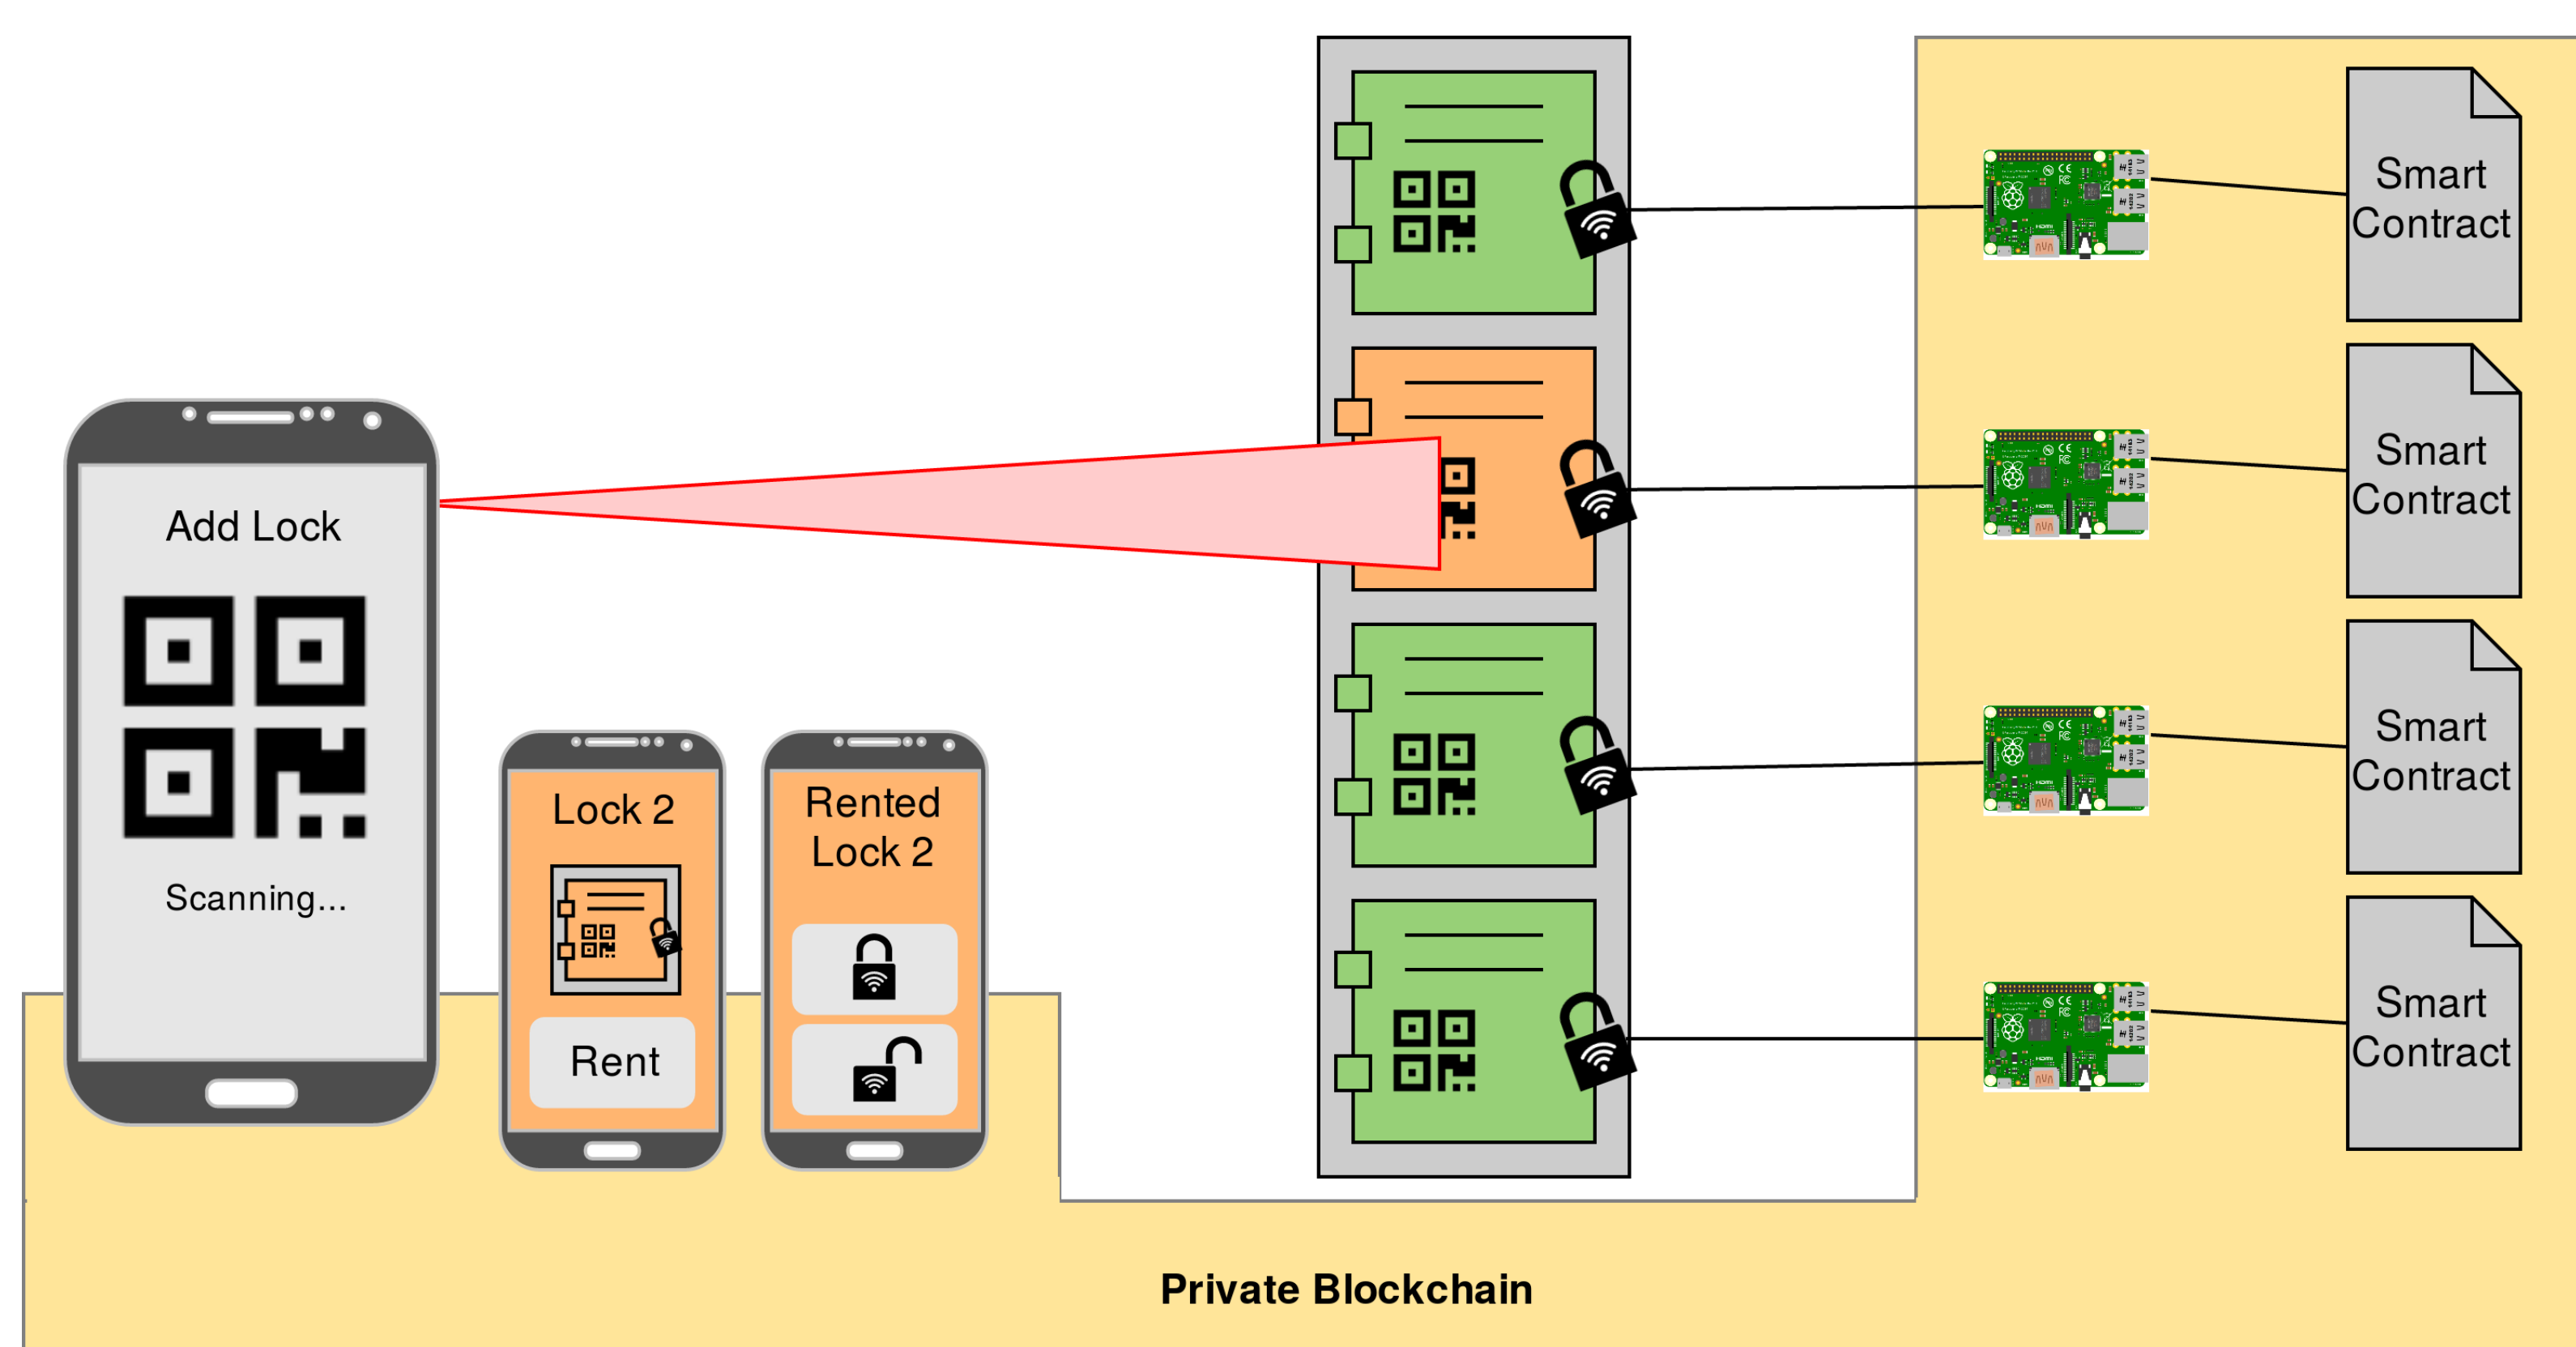 Add Lock
Scanning...
Lock 2
Rent
Rented
Lock 2
Smart
Contract
Smart
Contract
Smart
Contract
Smart
Contract
Private Blockchain